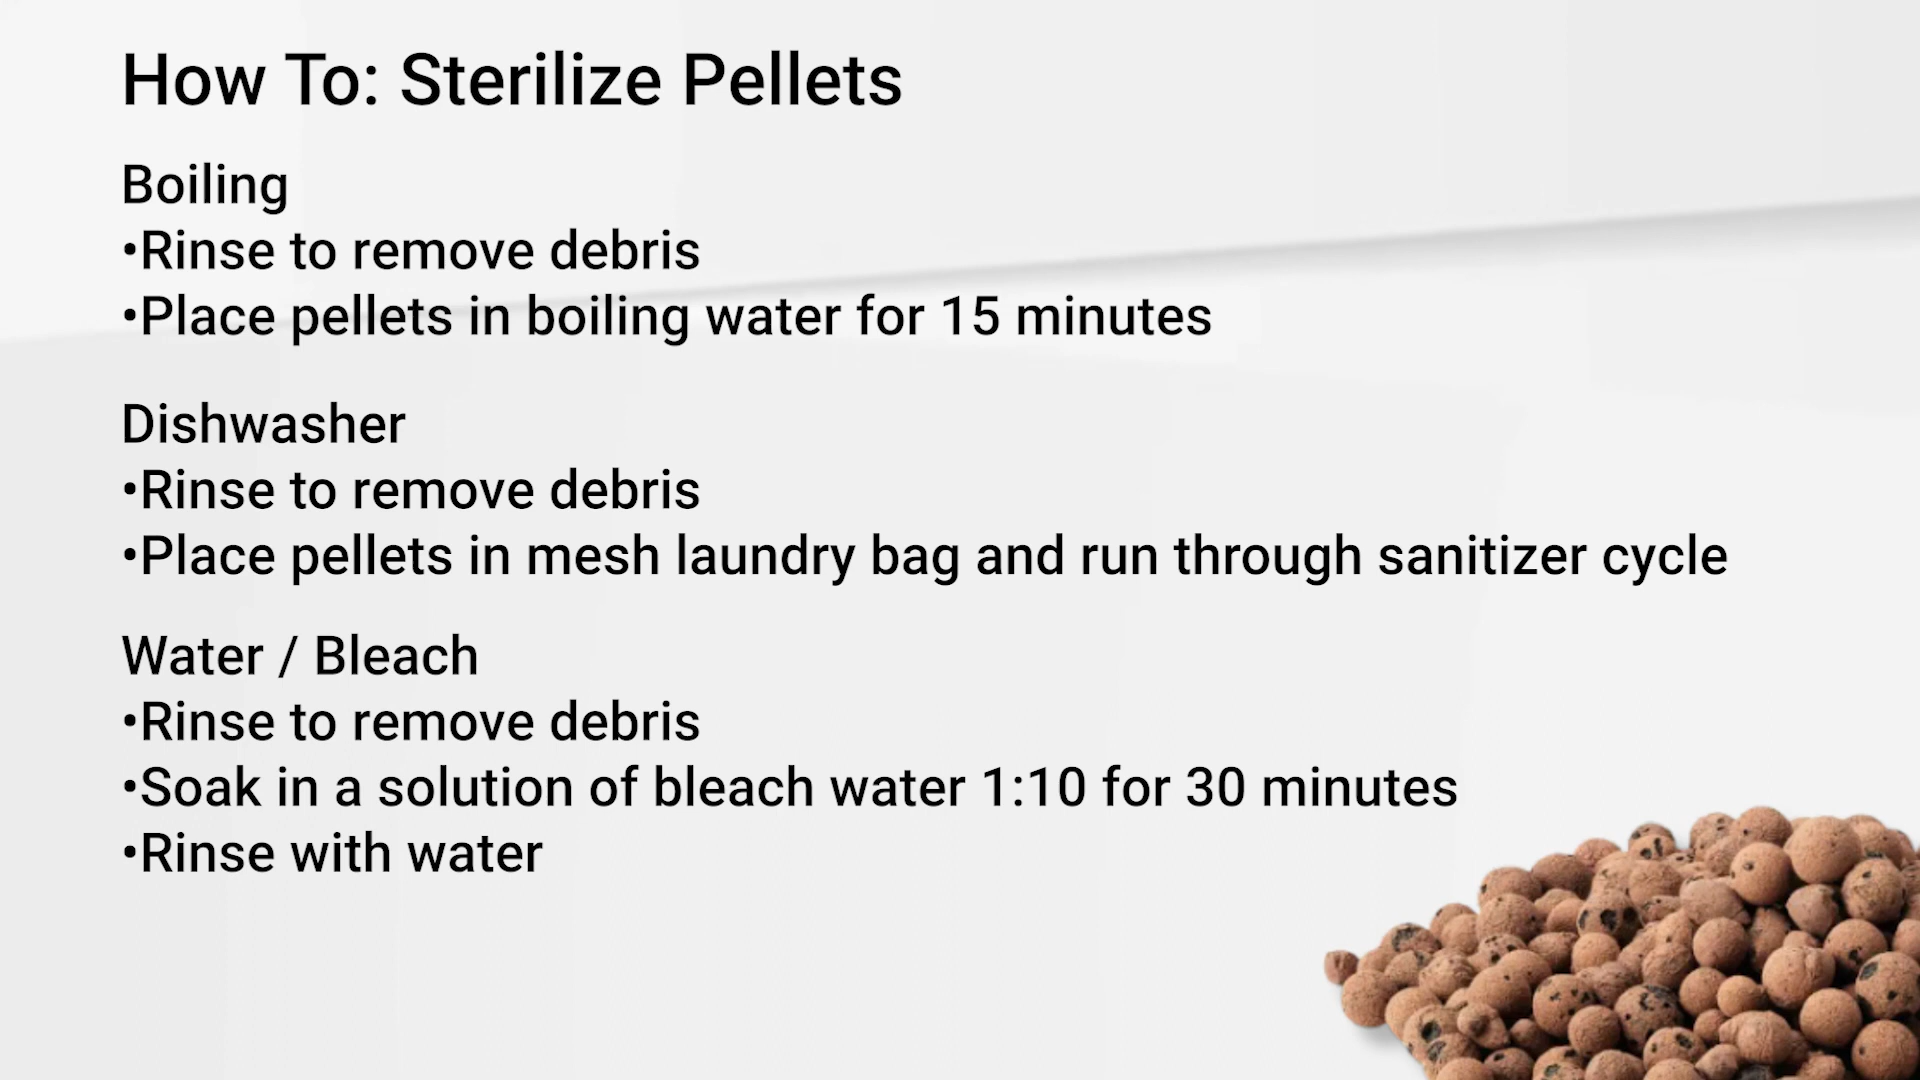 How To: Sterilize Pellets
Boiling
•Rinse to remove debris
•Place pellets in boiling water for 15 minutes
Dishwasher
•Rinse to remove debris
•Place pellets in mesh laundry bag and run through sanitizer cycle
Water / Bleach
•Rinse to remove debris
•Soak in a solution of bleach water 1:10 for 30 minutes
•Rinse with water